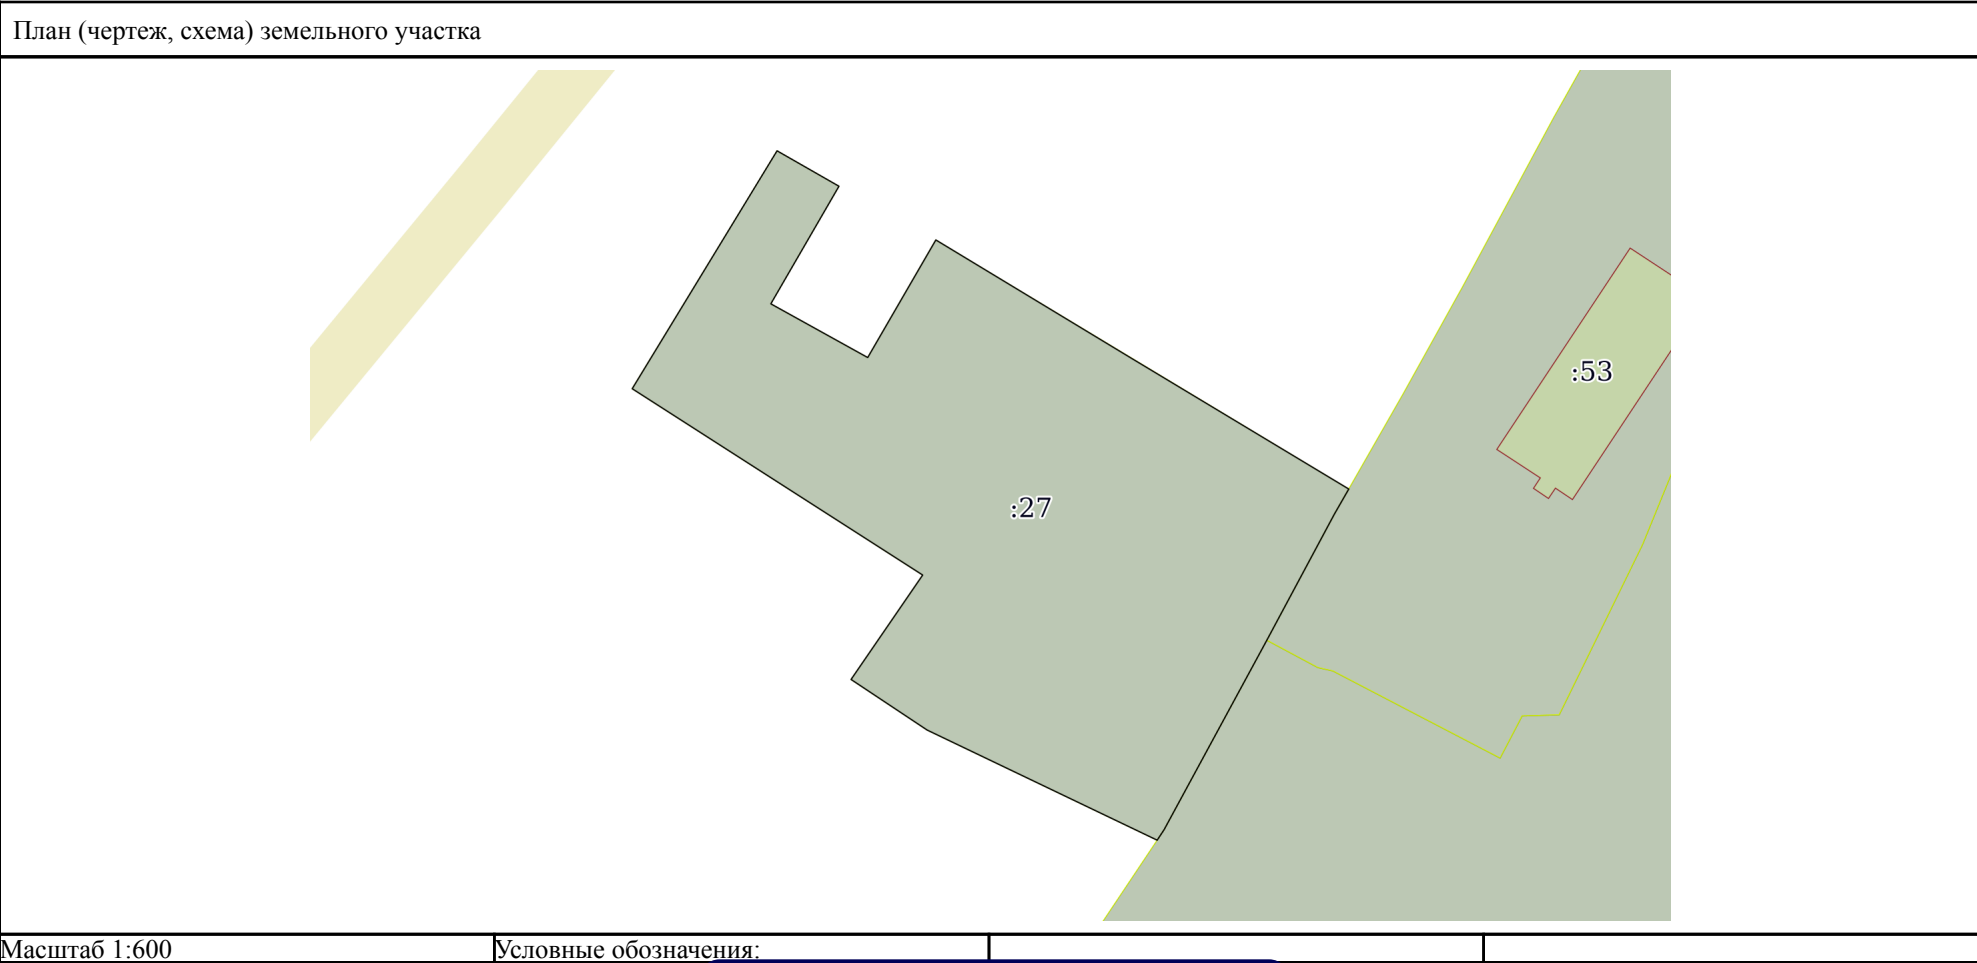 План (чертеж, схема) земельного участка
:53
:27
Масштаб 1:600
Условные обозначения: